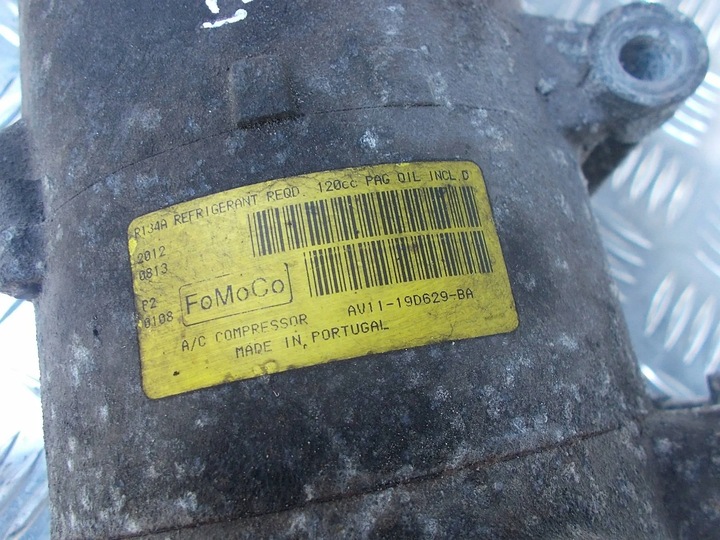 R134A REFRIGERANT REQD. 120cc PAG OIL INCL.D
2012
0813
P2
0108
FoMoCo
AV11-19D629-BA
A/C COMPRESSOR
MADE IN PORTUGAL